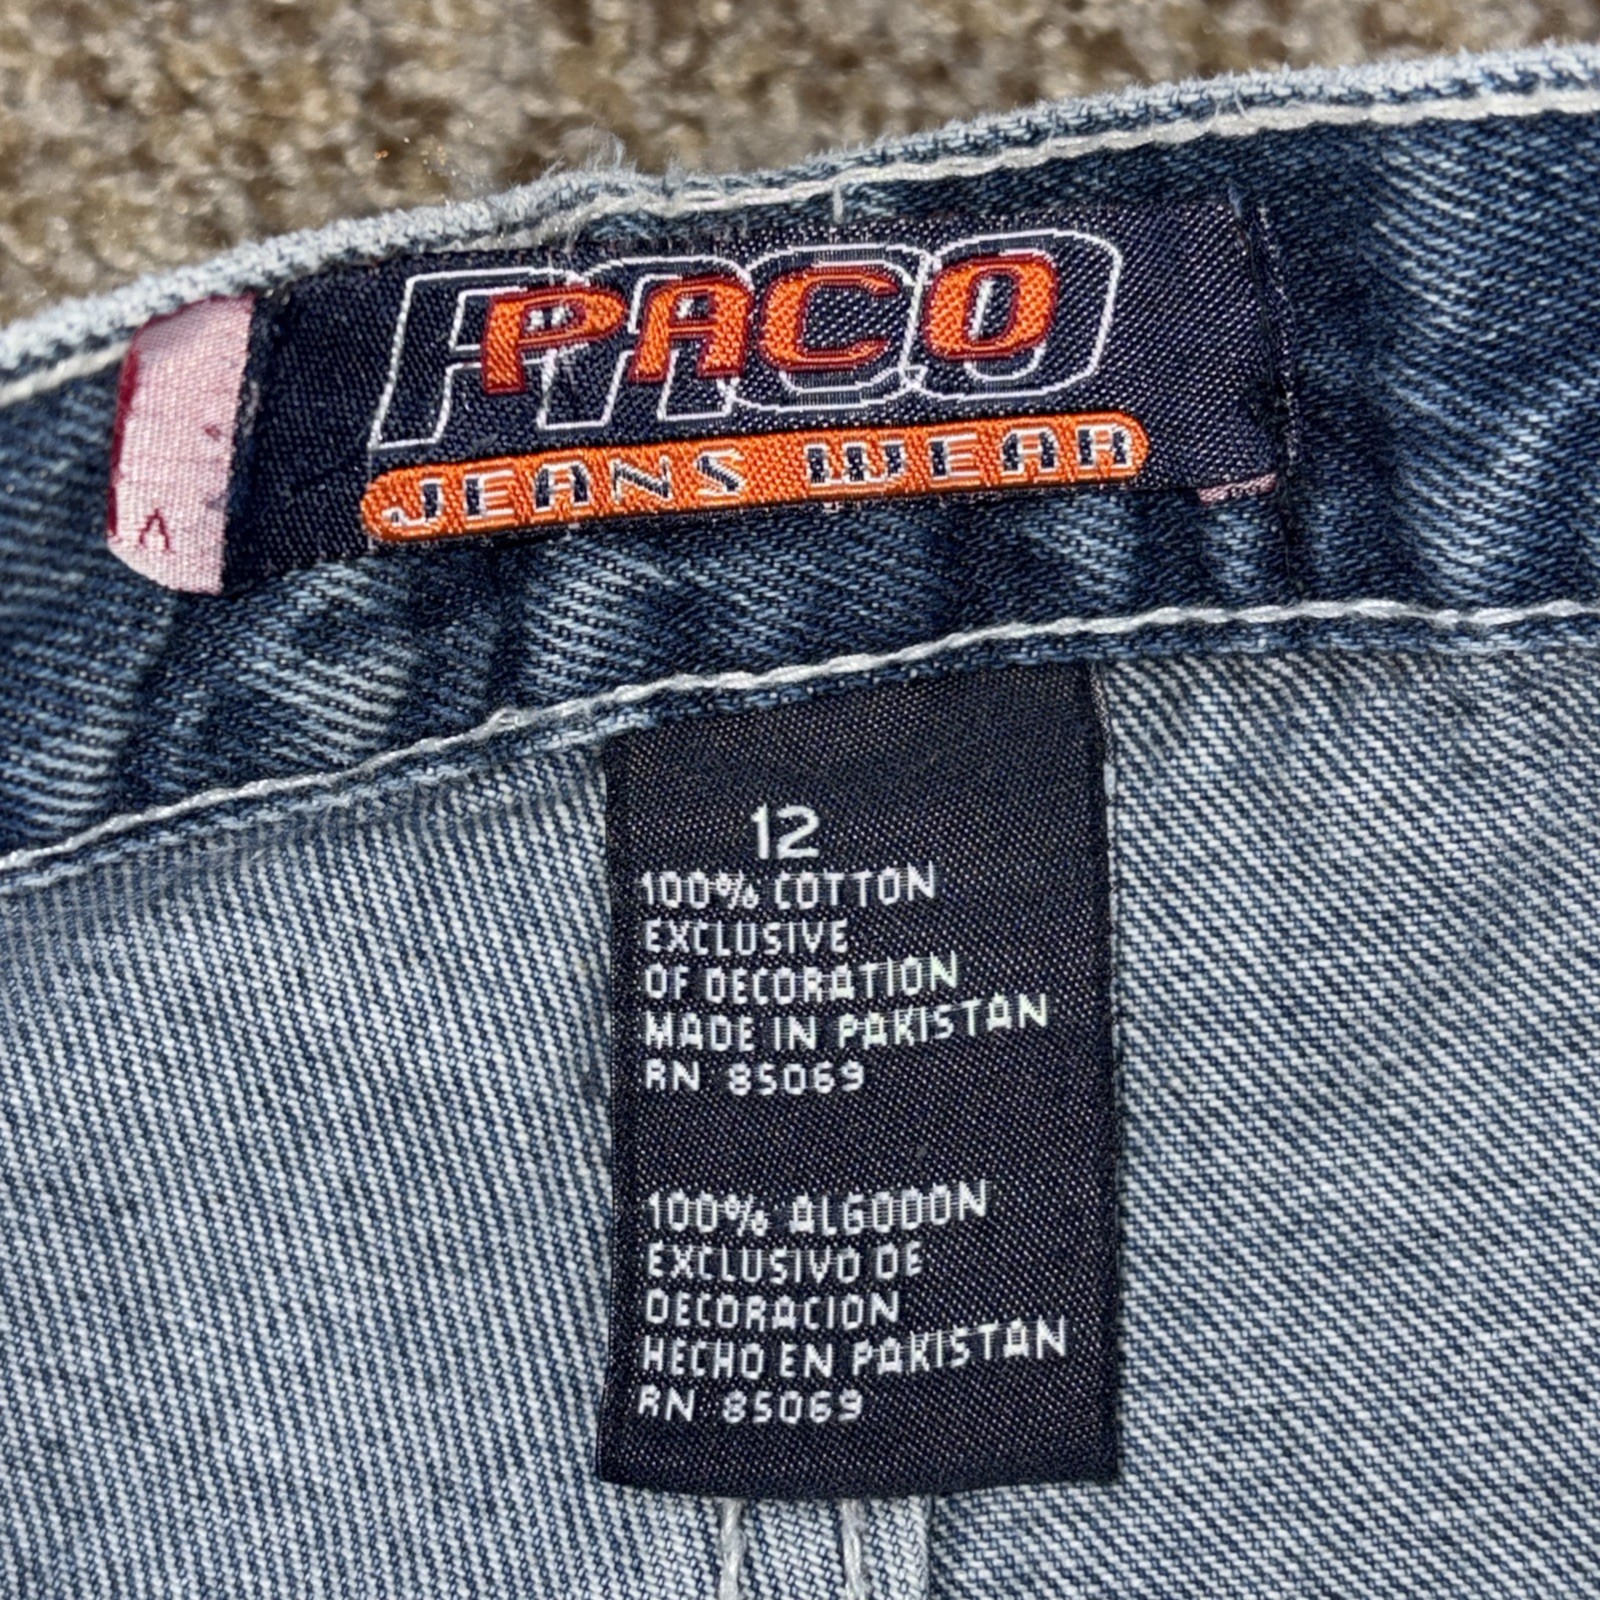 PACO
PACO
JEANS WEAR
12
100% COTTON
EXCLUSIVE
OF DECORATION
MADE IN PAKISTAN
RN 85069
100% ALGODON
EXCLUSIVO DE
DECORACION
HECHO EN PAKISTAN
RN 85069